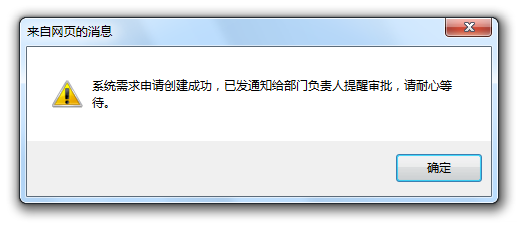 来自网页的消息
系统需求申请创建成功，已发通知给部门负责人提醒审批，请耐心等
待。
确定